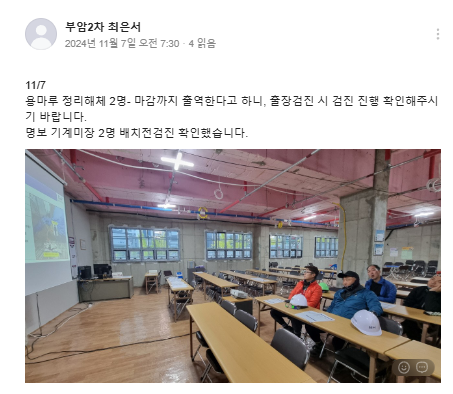 부암2차 최은서
2024년 11월 7일 오전 7:30 · 4 읽음
11/7
용마루 정리해체 2명- 마감까지 출역한다고 하니, 출장검진 시 검진 진행 확인해주시
기 바랍니다.
명보 기계미장 2명 배치전검진 확인했습니다.